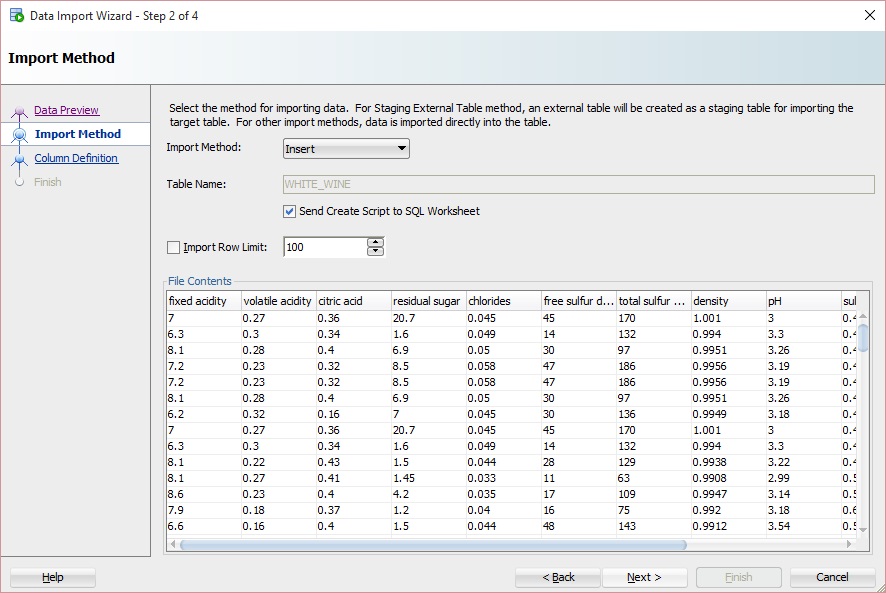 Data Import Wizard - Step 2 of 4
Import Method
Data Preview
Import Method
Column Definition
Finish
Select the method for importing data.  For Staging External Table method, an external table will be created as a staging table for importing the
target table.  For other import methods, data is imported directly into the table.
Import Method: Insert
Table Name: WHITE_WINE
Send Create Script to SQL Worksheet
Import Row Limit: 100
File Contents
fixed acidity volatile acidity citric acid residual sugar chlorides free sulfur d... total sulfur ... density pH sul
7 0.27 0.36 20.7 0.045 45 170 1.001 3 0.4
6.3 0.3 0.34 1.6 0.049 14 132 0.994 3.3 0.4
8.1 0.28 0.4 6.9 0.05 30 97 0.9951 3.26 0.4
7.2 0.23 0.32 8.5 0.058 47 186 0.9956 3.19 0.4
7.2 0.23 0.32 8.5 0.058 47 186 0.9956 3.19 0.4
8.1 0.28 0.4 6.9 0.05 30 97 0.9951 3.26 0.4
6.2 0.32 0.16 7 0.045 30 136 0.9949 3.18 0.4
7 0.27 0.36 20.7 0.045 45 170 1.001 3 0.4
6.3 0.3 0.34 1.6 0.049 14 132 0.994 3.3 0.4
8.1 0.22 0.43 1.5 0.044 28 129 0.9938 3.22 0.4
8.1 0.27 0.41 1.45 0.033 11 63 0.9908 2.99 0.5
8.6 0.23 0.4 4.2 0.035 17 109 0.9947 3.14 0.5
7.9 0.18 0.37 1.2 0.04 16 75 0.992 3.18 0.6
6.6 0.16 0.4 1.5 0.044 48 143 0.9912 3.54 0.5
Help < Back Next > Finish Cancel